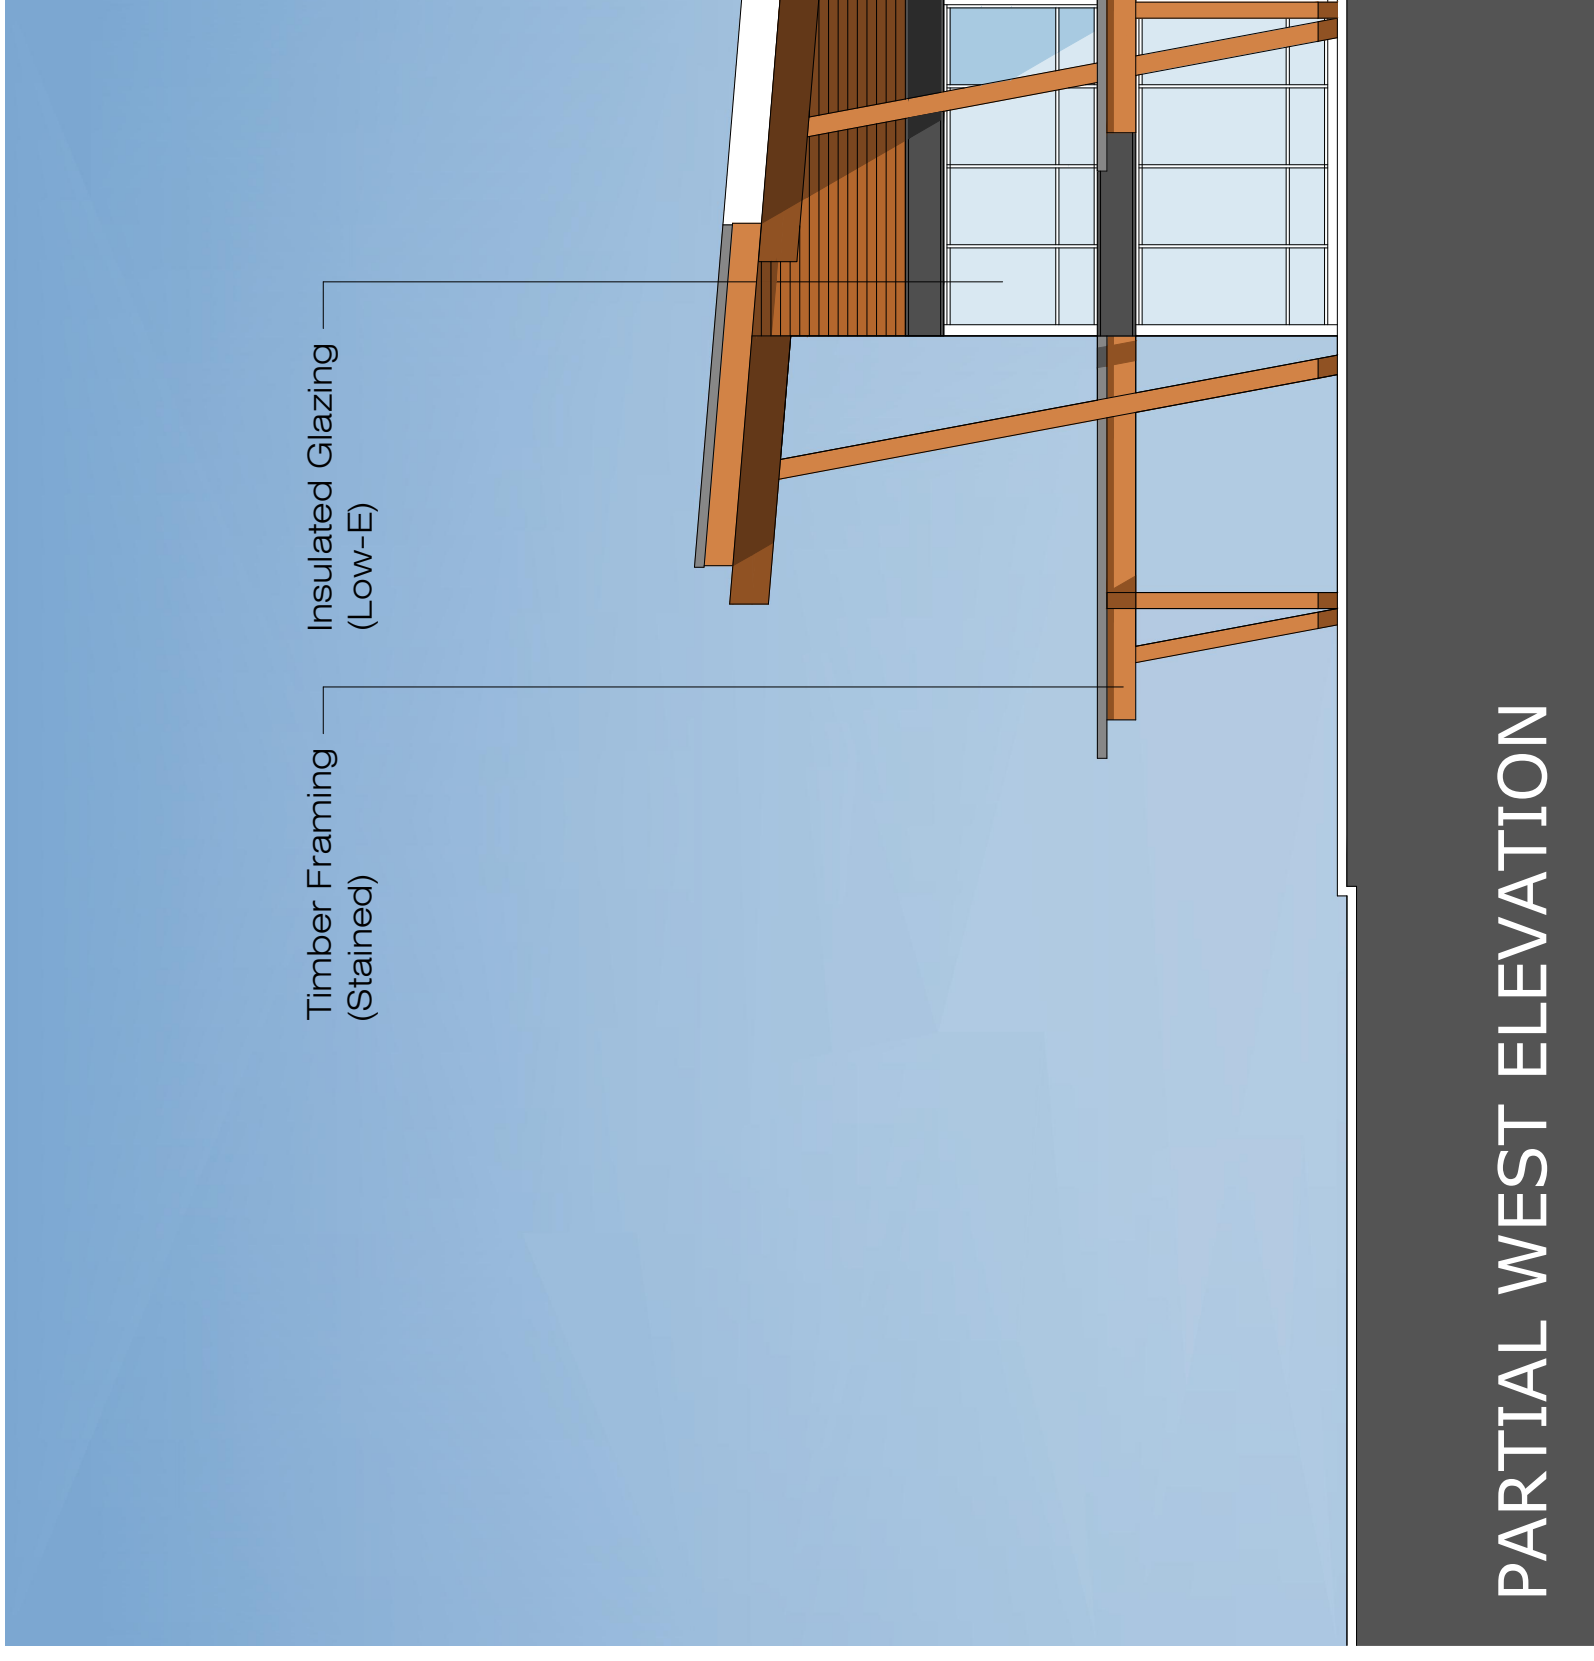 Timber Framing
(Stained)
Insulated Glazing
(Low-E)
PARTIAL WEST ELEVATION